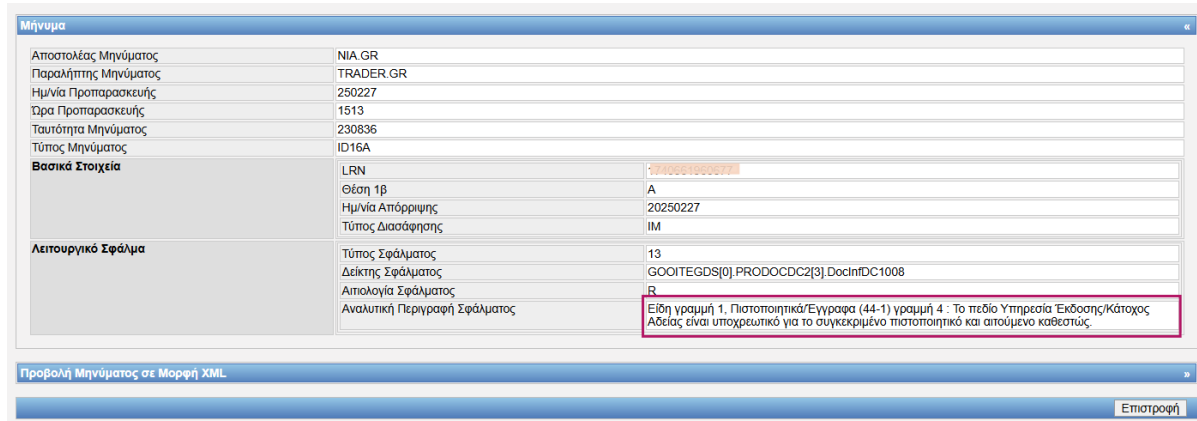 Μήνυμα «
Αποστολέας Μηνύματος NIA.GR
Παραλήπτης Μηνύματος TRADER.GR
Ημ/νία Προπαρασκευής 250227
Ώρα Προπαρασκευής 1513
Ταυτότητα Μηνύματος 230836
Τύπος Μηνύματος ID16A
Βασικά Στοιχεία
LRN
Θέση 1β A
Ημ/νία Απόρριψης 20250227
Τύπος Διασάφησης IM
Λειτουργικό Σφάλμα
Τύπος Σφάλματος 13
Δείκτης Σφάλματος GOOITEGDS[0].PRODOCDC2[3].DocInfDC1008
Αιτιολογία Σφάλματος R
Αναλυτική Περιγραφή Σφάλματος Είδη γραμμή 1, Πιστοποιητικά/Έγγραφα (44-1) γραμμή 4 : Το πεδίο Υπηρεσία Έκδοσης/Κάτοχος
Αδείας είναι υποχρεωτικό για το συγκεκριμένο πιστοποιητικό και αιτούμενο καθεστώς.
Προβολή Μηνύματος σε Μορφή XML »
Επιστροφή